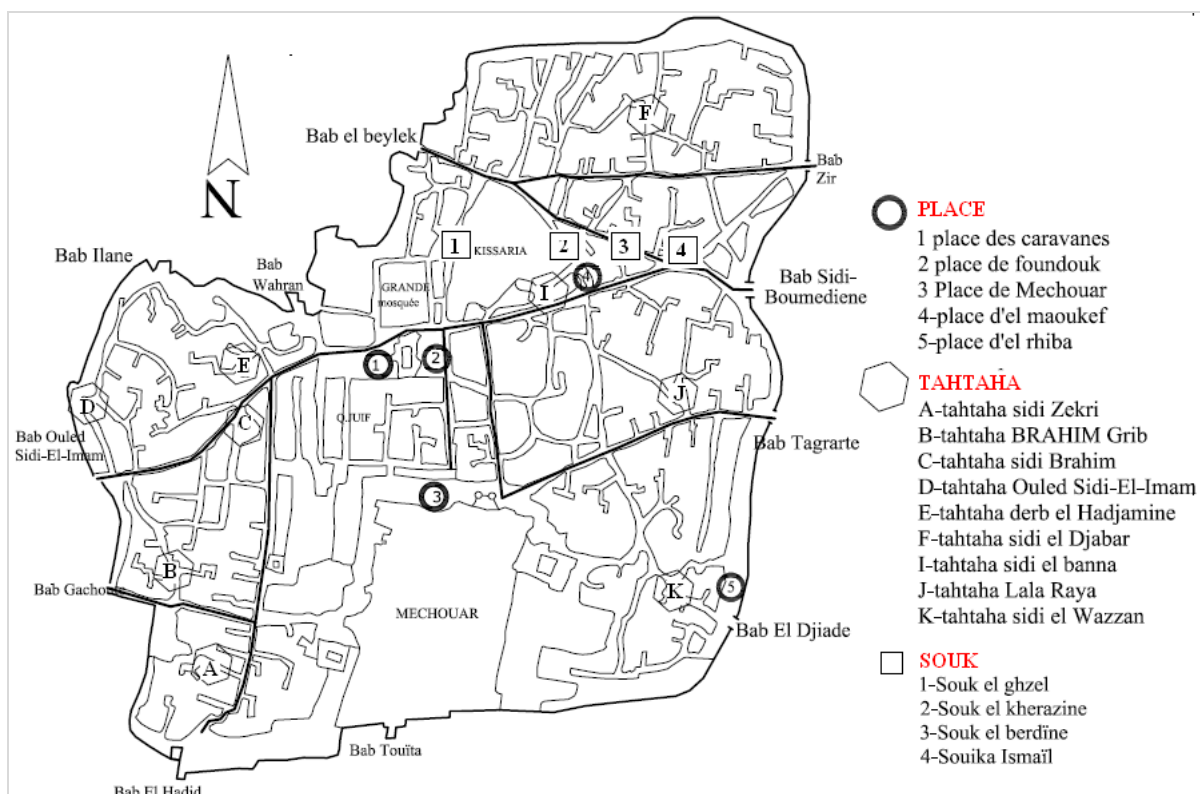 N
Bab el beylek
F
Bab
Zir
1
KISSARIA
2
3
4
Bab Ilane
Bab
Wahran
GRANDE
mosquée
I
4
Bab Sidi-
Boumediene
E
1
2
D
C
O.JUIF
J
Bab Ouled
Sidi-El-Imam
Bab Tagrarte
3
B
Bab Gachoute
MECHOUAR
K
5
Bab El Djiade
A
Bab Touïta
Bab El Hadid
PLACE
1 place des caravanes
2 place de foundouk
3 Place de Mechouar
4-place d'el maoukef
5-place d'el rhiba
TAHTAHA
A-tahtaha sidi Zekri
B-tahtaha BRAHIM Grib
C-tahtaha sidi Brahim
D-tahtaha Ouled Sidi-El-Imam
E-tahtaha derb el Hadjamine
F-tahtaha sidi el Djabar
I-tahtaha sidi el banna
J-tahtaha Lala Raya
K-tahtaha sidi el Wazzan
SOUK
1-Souk el ghzel
2-Souk el kherazine
3-Souk el berdïne
4-Souika Ismaïl